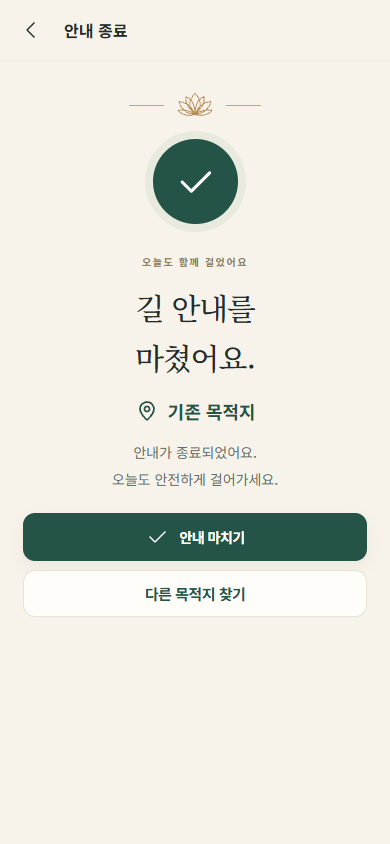 안내 종료
오늘도 함께 걸었어요
길 안내를
마쳤어요.
기존 목적지
안내가 종료되었어요.
오늘도 안전하게 걸어가세요.
안내 마치기
다른 목적지 찾기